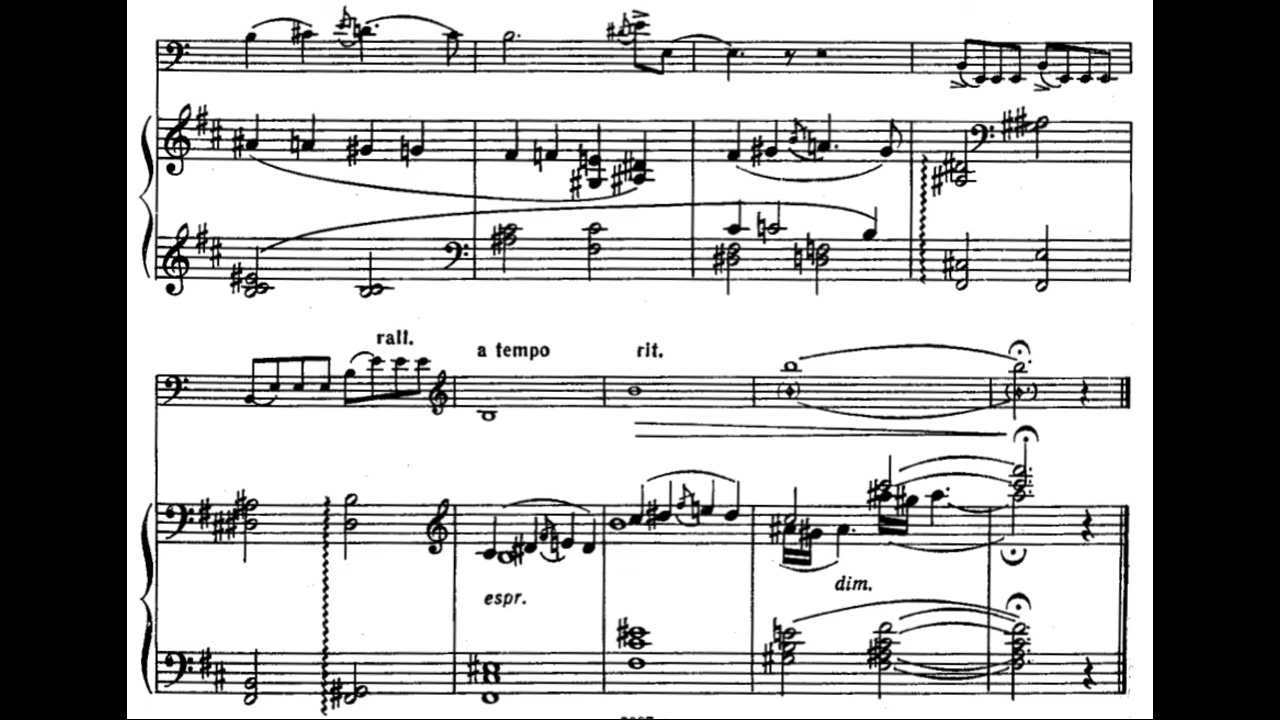 rall.
a tempo
rit.
espr.
dim.